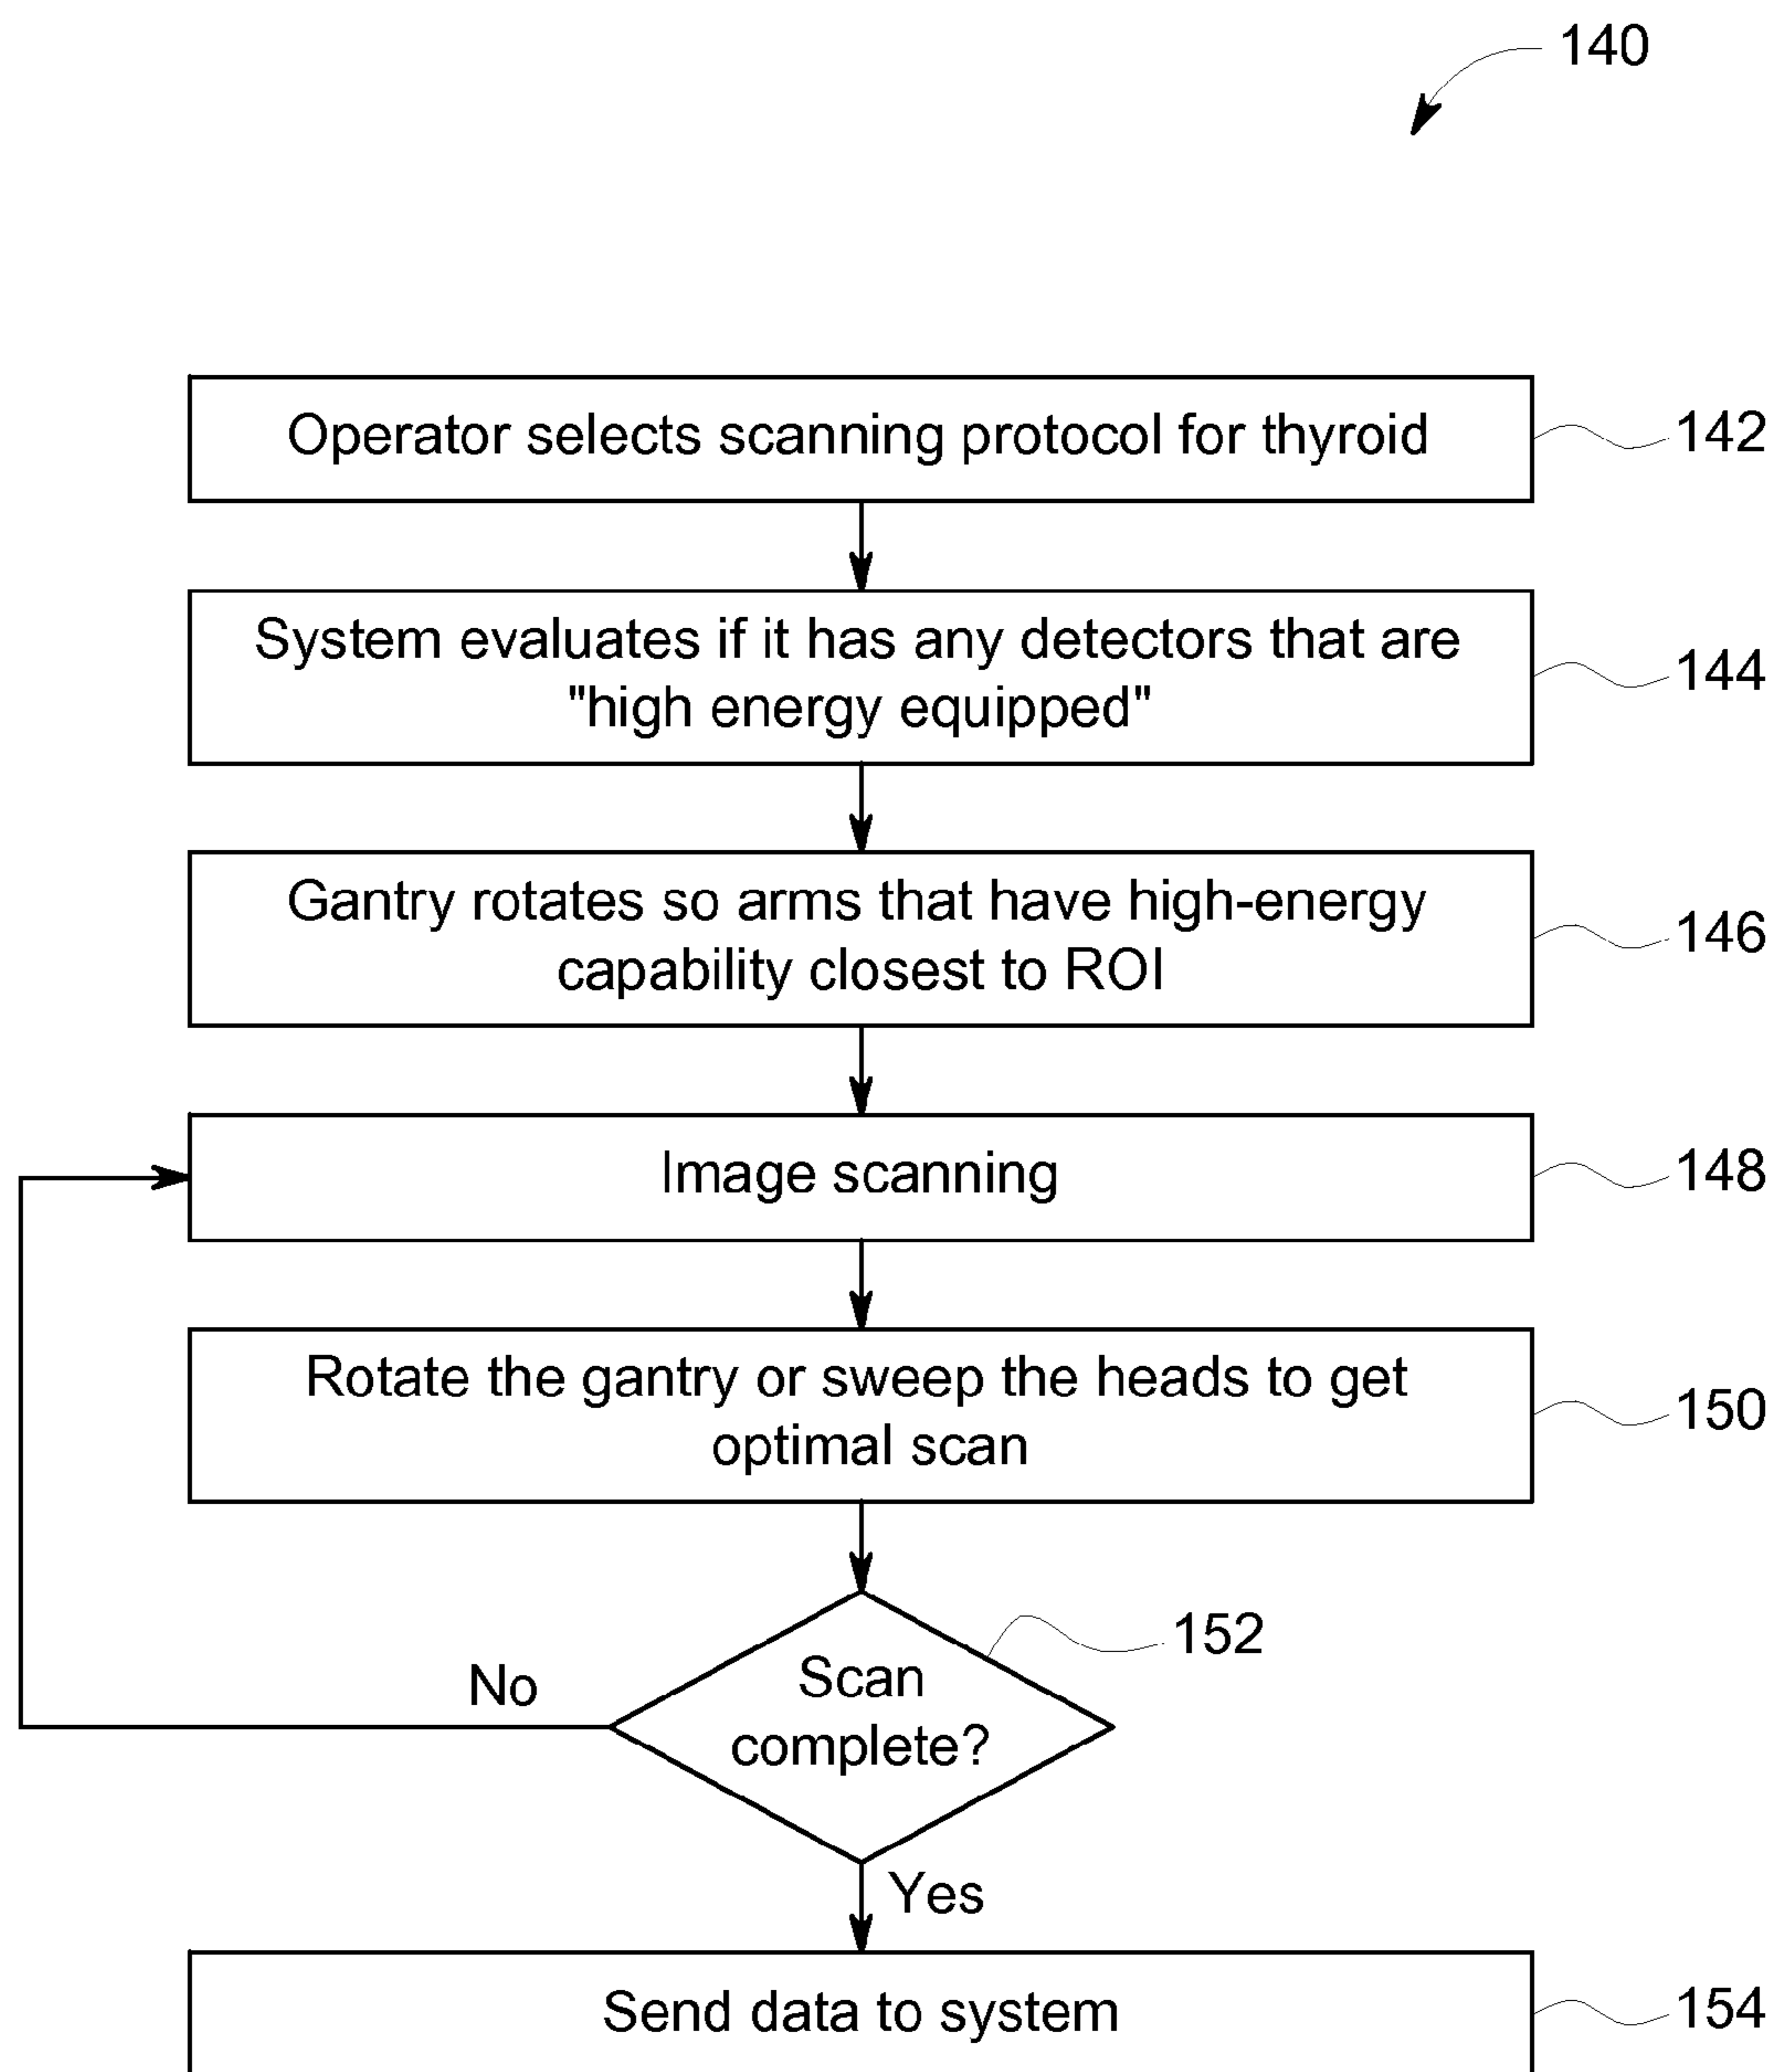 140
Operator selects scanning protocol for thyroid
142
System evaluates if it has any detectors that are
"high energy equipped"
144
Gantry rotates so arms that have high-energy
capability closest to ROI
146
Image scanning
148
Rotate the gantry or sweep the heads to get
optimal scan
150
Scan
complete?
152
No
Yes
Send data to system
154